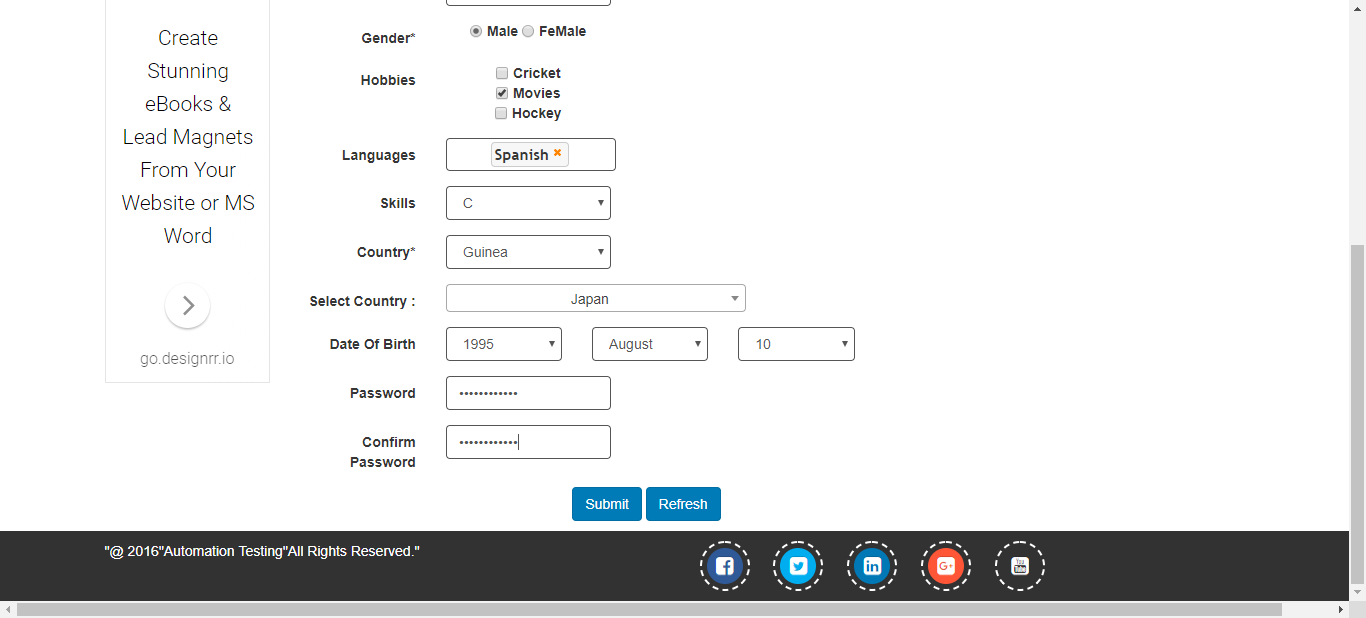 Create
Stunning
eBooks &
Lead Magnets
From Your
Website or MS
Word
go.designrr.io
Gender*
Male FeMale
Hobbies
Cricket
Movies
Hockey
Languages
Spanish
Skills
C
Country*
Guinea
Select Country :
Japan
Date Of Birth
1995 August 10
Password
••••••••••••
Confirm
Password
••••••••••••
Submit Refresh
"@ 2016"Automation Testing"All Rights Reserved."
f in G+ You Tube